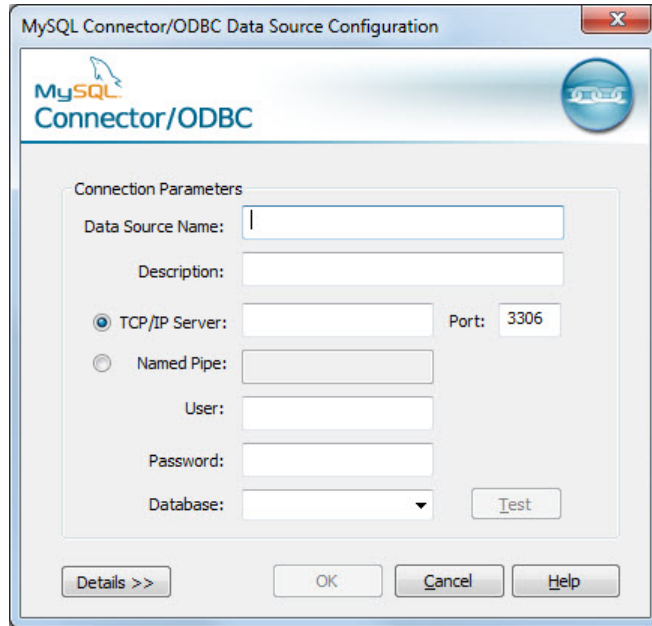 MySQL Connector/ODBC Data Source Configuration
MySQL
Connector/ODBC
Connection Parameters
Data Source Name:
Description:
TCP/IP Server: Port: 3306
Named Pipe:
User:
Password:
Database: Test
Details >> OK Cancel Help